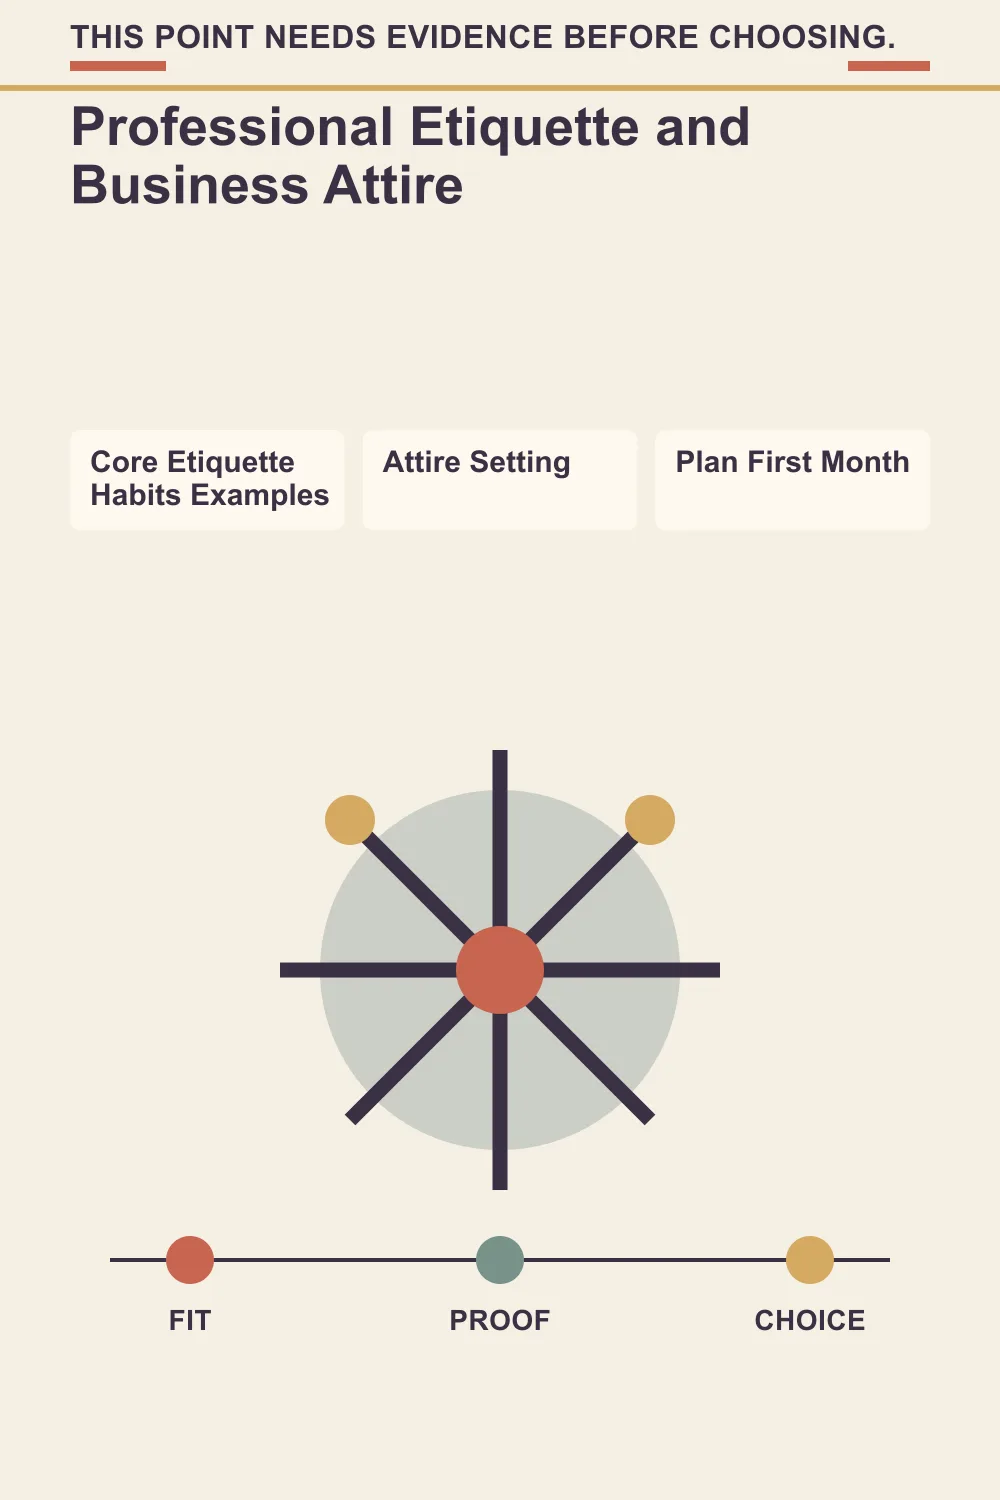 THIS POINT NEEDS EVIDENCE BEFORE CHOOSING.
Professional Etiquette and
Business Attire
Core Etiquette
Habits Examples
Attire Setting
Plan First Month
FIT
PROOF
CHOICE